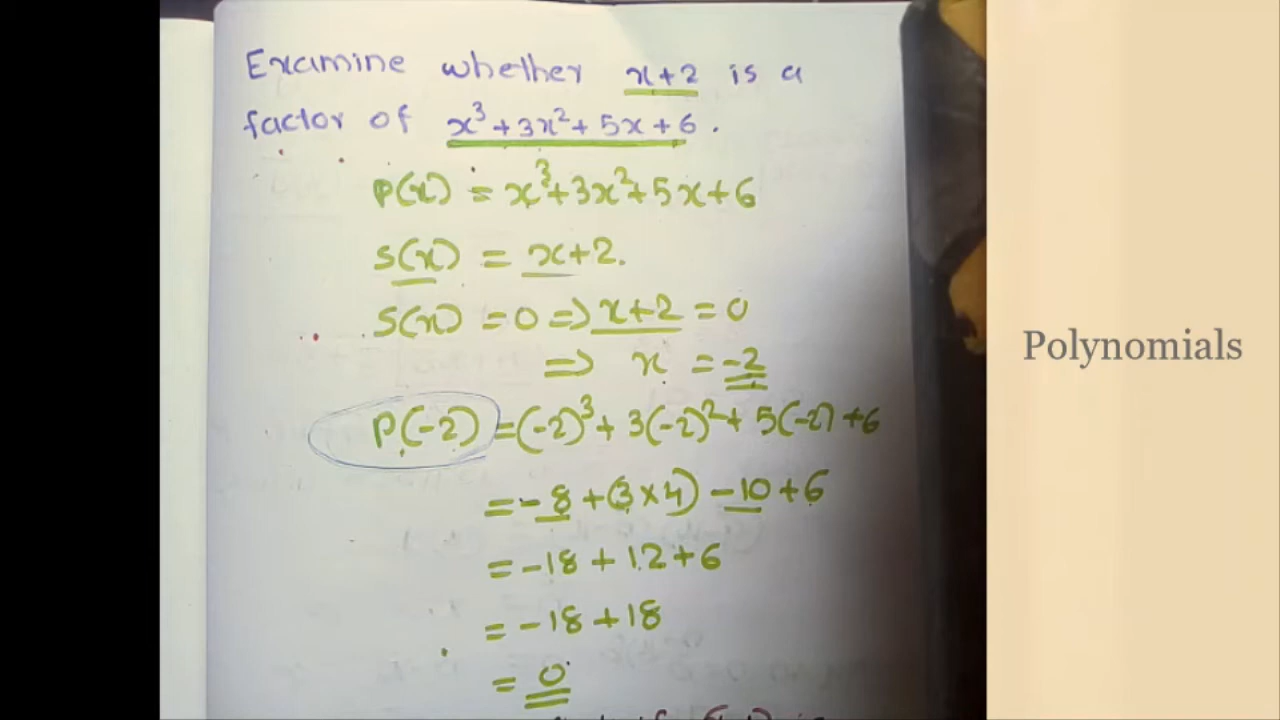 Examine whether x+2 is a
factor of x³+3x²+5x+6.
P(x) = x³+3x²+5x+6
S(x) = x+2.
S(x) = 0 => x+2 = 0
=> x = -2
P(-2) = (-2)³ + 3(-2)² + 5(-2) + 6
= -8 + (3×4) -10 + 6
= -18 + 12 + 6
= -18 + 18
= 0
Polynomials